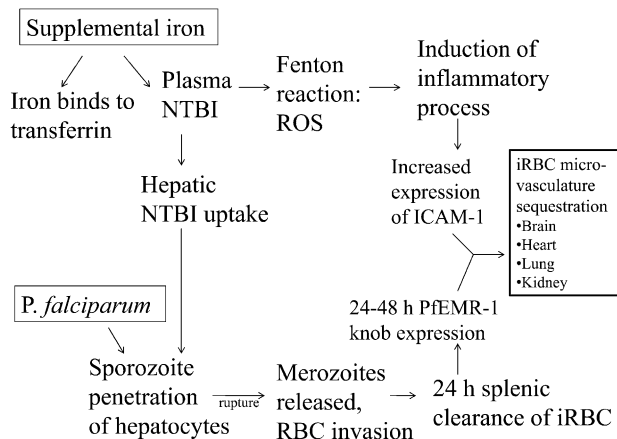 Supplemental iron
Iron binds to
transferrin
Plasma
NTBI
Fenton
reaction:
ROS
Induction of
inflammatory
process
Hepatic
NTBI uptake
Increased
expression
of ICAM-1
iRBC micro-
vasculature
sequestration
•Brain
•Heart
•Lung
•Kidney
P. falciparum
24-48 h PfEMR-1
knob expression
Sporozoite
penetration
of hepatocytes
rupture
Merozoites
released,
RBC invasion
24 h splenic
clearance of iRBC